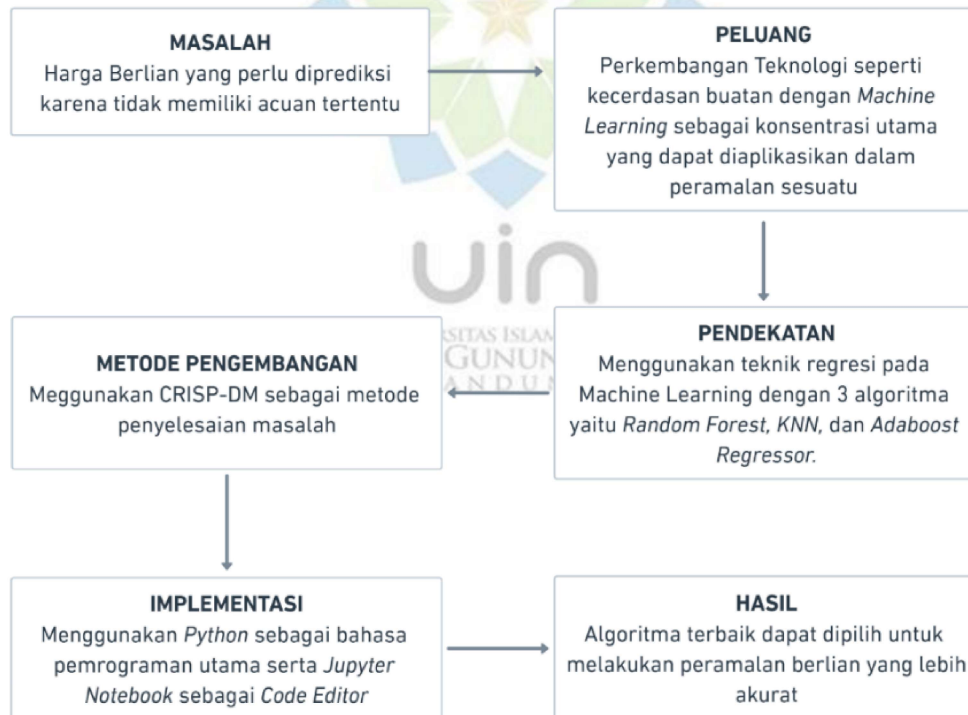 MASALAH
Harga Berlian yang perlu diprediksi
karena tidak memiliki acuan tertentu
PELUANG
Perkembangan Teknologi seperti
kecerdasan buatan dengan Machine
Learning sebagai konsentrasi utama
yang dapat diaplikasikan dalam
peramalan sesuatu
uin
SITAS ISLAM
GUNUN
ANDU
PENDEKATAN
Menggunakan teknik regresi pada
Machine Learning dengan 3 algoritma
yaitu Random Forest, KNN, dan Adaboost
Regressor.
METODE PENGEMBANGAN
Meggunakan CRISP-DM sebagai metode
penyelesaian masalah
IMPLEMENTASI
Menggunakan Python sebagai bahasa
pemrograman utama serta Jupyter
Notebook sebagai Code Editor
HASIL
Algoritma terbaik dapat dipilih untuk
melakukan peramalan berlian yang lebih
akurat